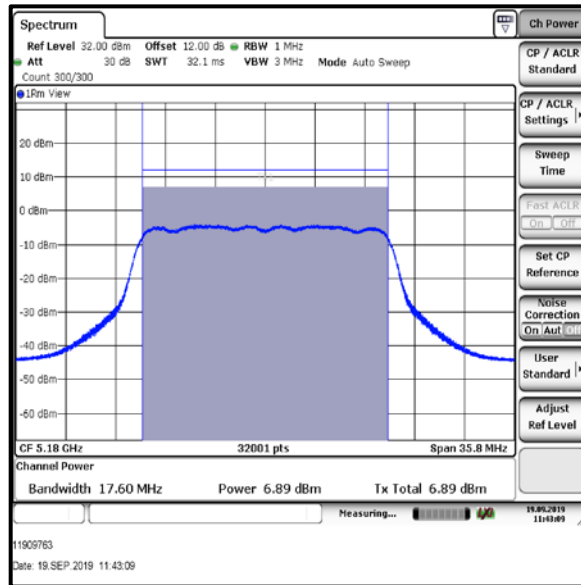 Spectrum
Ref Level 32.00 dBm Offset 12.00 dB RBW 1 MHz
Att 30 dB SWT 32.1 ms VBW 3 MHz Mode Auto Sweep
Count 300/300
1Rm View
20 dBm
10 dBm
0 dBm
-10 dBm
-20 dBm
-30 dBm
-40 dBm
-50 dBm
-60 dBm
CF 5.18 GHz 32001 pts Span 35.8 MHz
Channel Power
Bandwidth 17.60 MHz Power 6.89 dBm Tx Total 6.89 dBm
Measuring... 19.09.2019
11:43:09
Ch Power
CP / ACLR
Standard
CP / ACLR
Settings
Sweep
Time
Fast ACLR
On Off
Set CP
Reference
Noise
Correction
On Aut Off
User
Standard
Adjust
Ref Level
11909763
Date: 19.SEP.2019 11:43:09